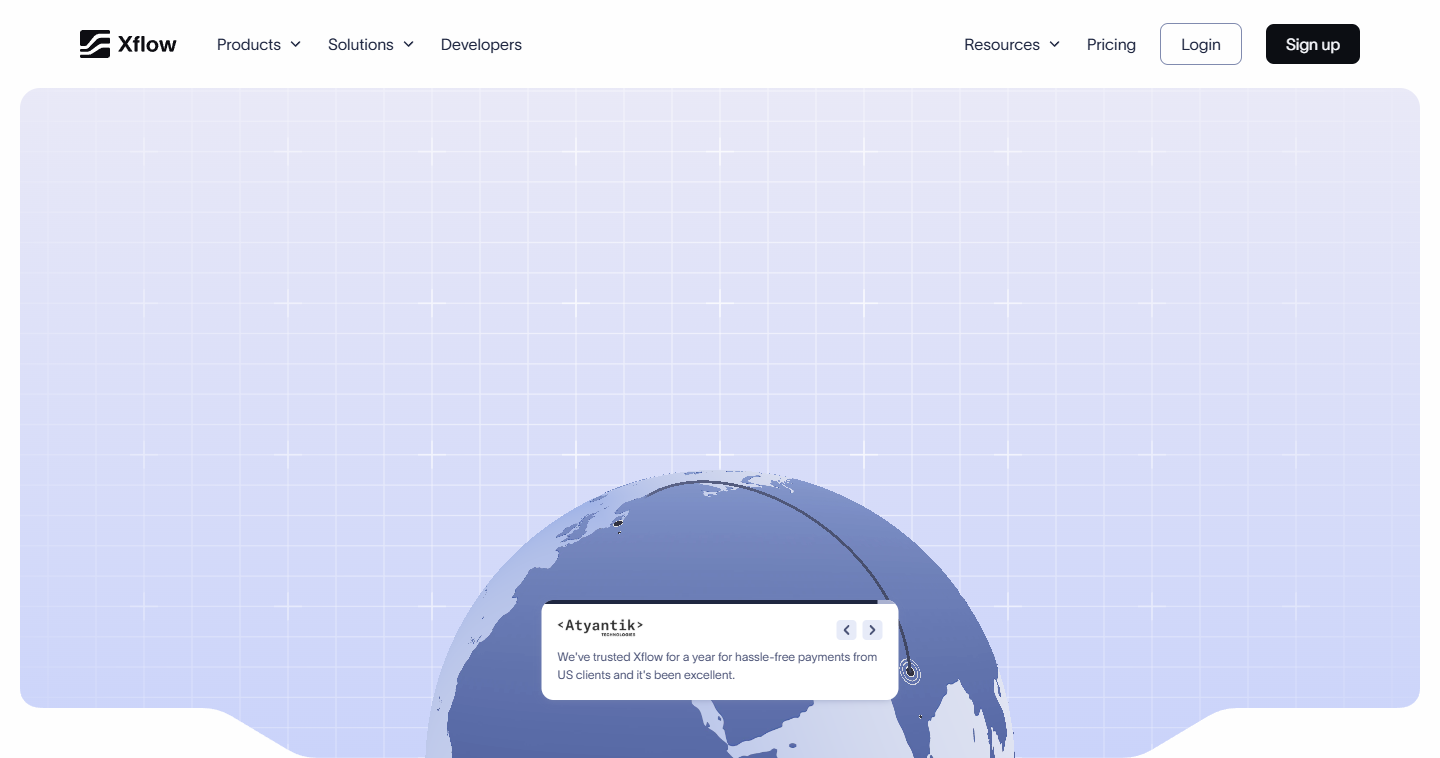 Xflow
Products
Solutions
Developers
Resources
Pricing
Login
Sign up
<Atyantik>
TECHNOLOGIES
We've trusted Xflow for a year for hassle-free payments from
US clients and it's been excellent.